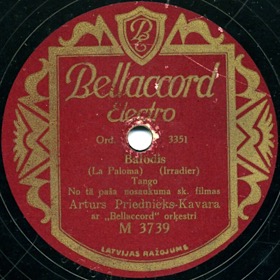 Bellaccord
Electro
Ord. 3351
Balodis
(La Paloma) (Irradier)
Tango
No tā paša nosaukuma sk. filmas
Arturs Priednieks-Kavara
ar „Bellaccord" orķestri
M 3739
LATVIJAS RAŽOJUMS